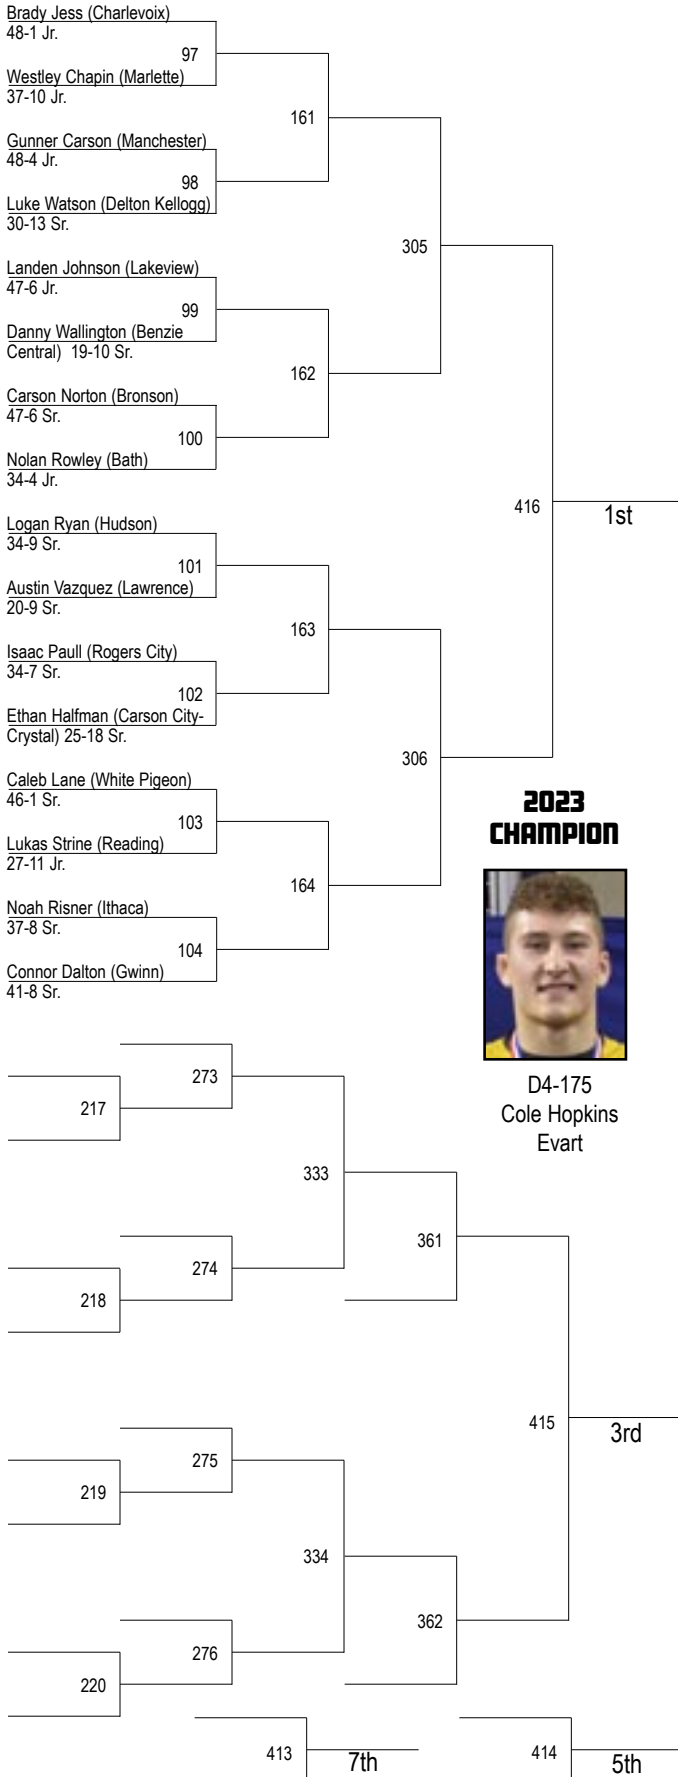 Brady Jess (Charlevoix)
48-1 Jr.
97
Westley Chapin (Marlette)
37-10 Jr.
161
Gunner Carson (Manchester)
48-4 Jr.
98
Luke Watson (Delton Kellogg)
30-13 Sr.
305
Landen Johnson (Lakeview)
47-6 Jr.
99
Danny Wallington (Benzie
Central) 19-10 Sr.
162
Carson Norton (Bronson)
47-6 Sr.
100
Nolan Rowley (Bath)
34-4 Jr.
416
1st
Logan Ryan (Hudson)
34-9 Sr.
101
Austin Vazquez (Lawrence)
20-9 Sr.
163
Isaac Paull (Rogers City)
34-7 Sr.
102
Ethan Halfman (Carson City-
Crystal) 25-18 Sr.
306
Caleb Lane (White Pigeon)
46-1 Sr.
103
Lukas Strine (Reading)
27-11 Jr.
164
Noah Risner (Ithaca)
37-8 Sr.
104
Connor Dalton (Gwinn)
41-8 Sr.
2023
CHAMPION
D4-175
Cole Hopkins
Evart
273
217
333
361
274
218
415
3rd
275
219
334
362
276
220
413
7th
414
5th